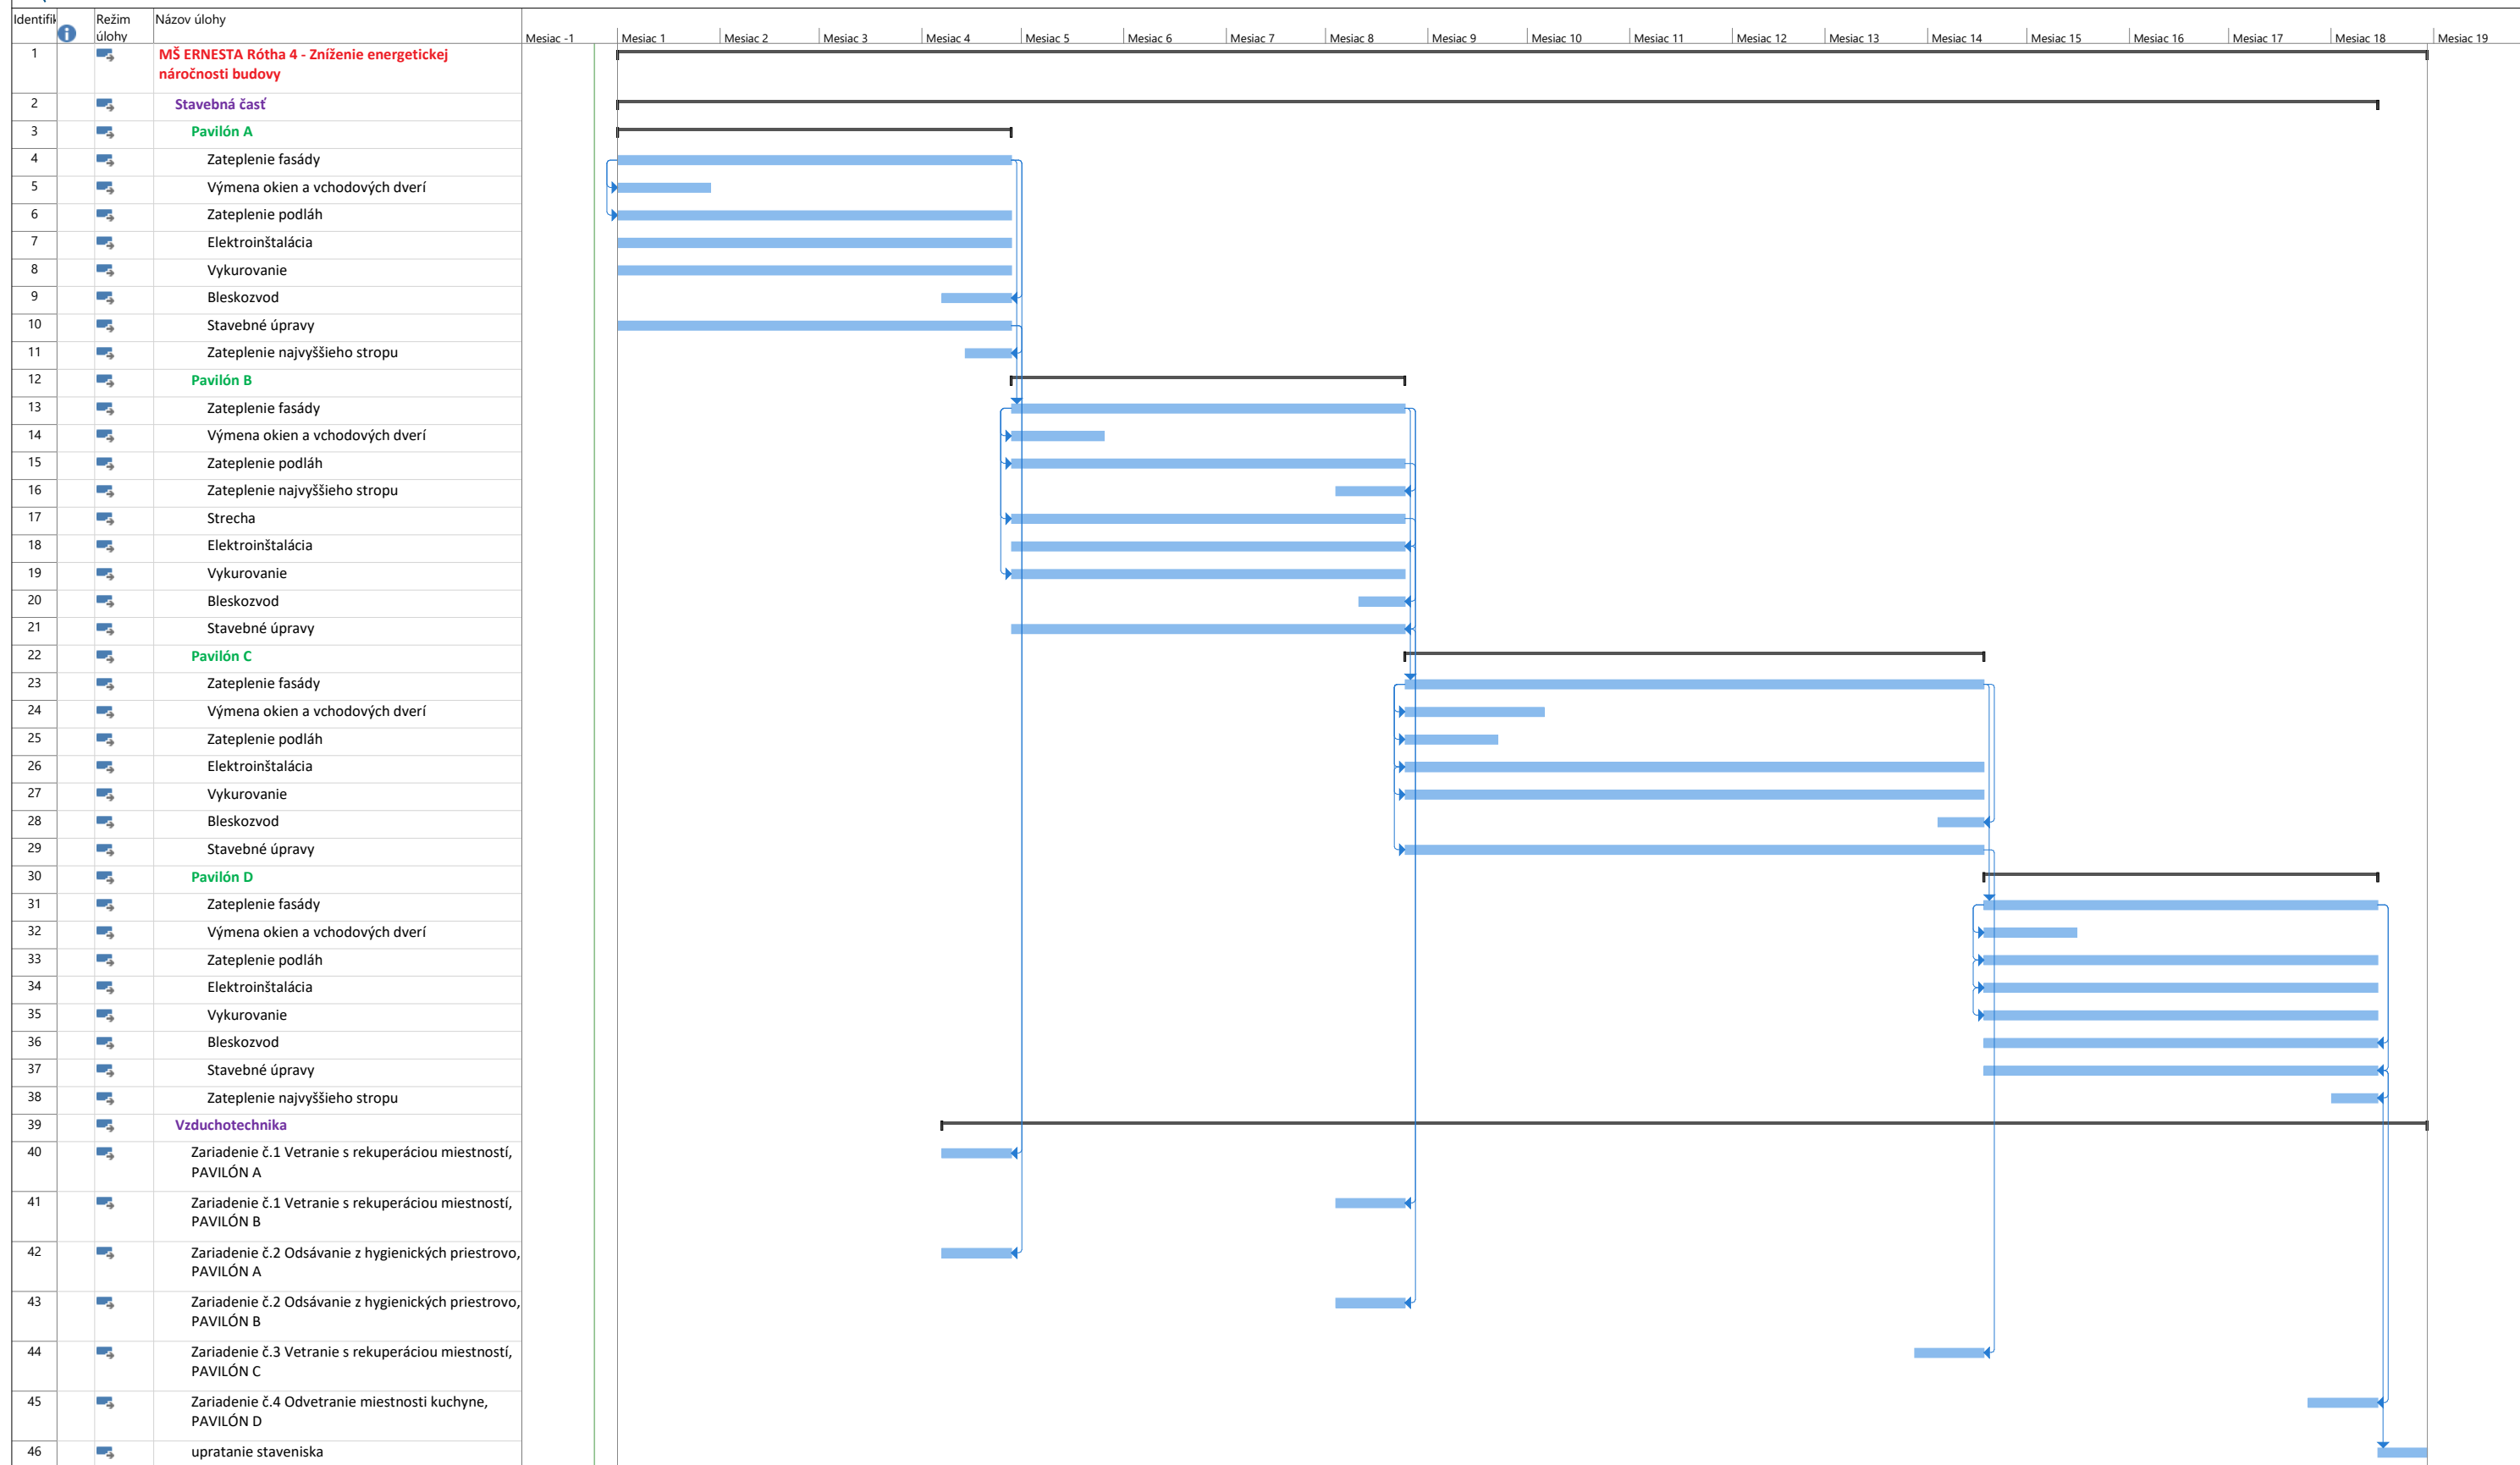 Identifik
Režim
úlohy
Názov úlohy
Mesiac -1 Mesiac 1 Mesiac 2 Mesiac 3 Mesiac 4 Mesiac 5 Mesiac 6 Mesiac 7 Mesiac 8 Mesiac 9 Mesiac 10 Mesiac 11 Mesiac 12 Mesiac 13 Mesiac 14 Mesiac 15 Mesiac 16 Mesiac 17 Mesiac 18 Mesiac 19
1 MŠ ERNESTA Rótha 4 - Zníženie energetickej
náročnosti budovy
2 Stavebná časť
3 Pavilón A
4 Zateplenie fasády
5 Výmena okien a vchodových dverí
6 Zateplenie podláh
7 Elektroinštalácia
8 Vykurovanie
9 Bleskozvod
10 Stavebné úpravy
11 Zateplenie najvyššieho stropu
12 Pavilón B
13 Zateplenie fasády
14 Výmena okien a vchodových dverí
15 Zateplenie podláh
16 Zateplenie najvyššieho stropu
17 Strecha
18 Elektroinštalácia
19 Vykurovanie
20 Bleskozvod
21 Stavebné úpravy
22 Pavilón C
23 Zateplenie fasády
24 Výmena okien a vchodových dverí
25 Zateplenie podláh
26 Elektroinštalácia
27 Vykurovanie
28 Bleskozvod
29 Stavebné úpravy
30 Pavilón D
31 Zateplenie fasády
32 Výmena okien a vchodových dverí
33 Zateplenie podláh
34 Elektroinštalácia
35 Vykurovanie
36 Bleskozvod
37 Stavebné úpravy
38 Zateplenie najvyššieho stropu
39 Vzduchotechnika
40 Zariadenie č.1 Vetranie s rekuperáciou miestností,
PAVILÓN A
41 Zariadenie č.1 Vetranie s rekuperáciou miestností,
PAVILÓN B
42 Zariadenie č.2 Odsávanie z hygienických priestrovo,
PAVILÓN A
43 Zariadenie č.2 Odsávanie z hygienických priestrovo,
PAVILÓN B
44 Zariadenie č.3 Vetranie s rekuperáciou miestností,
PAVILÓN C
45 Zariadenie č.4 Odvetranie miestnosti kuchyne,
PAVILÓN D
46 upratanie staveniska